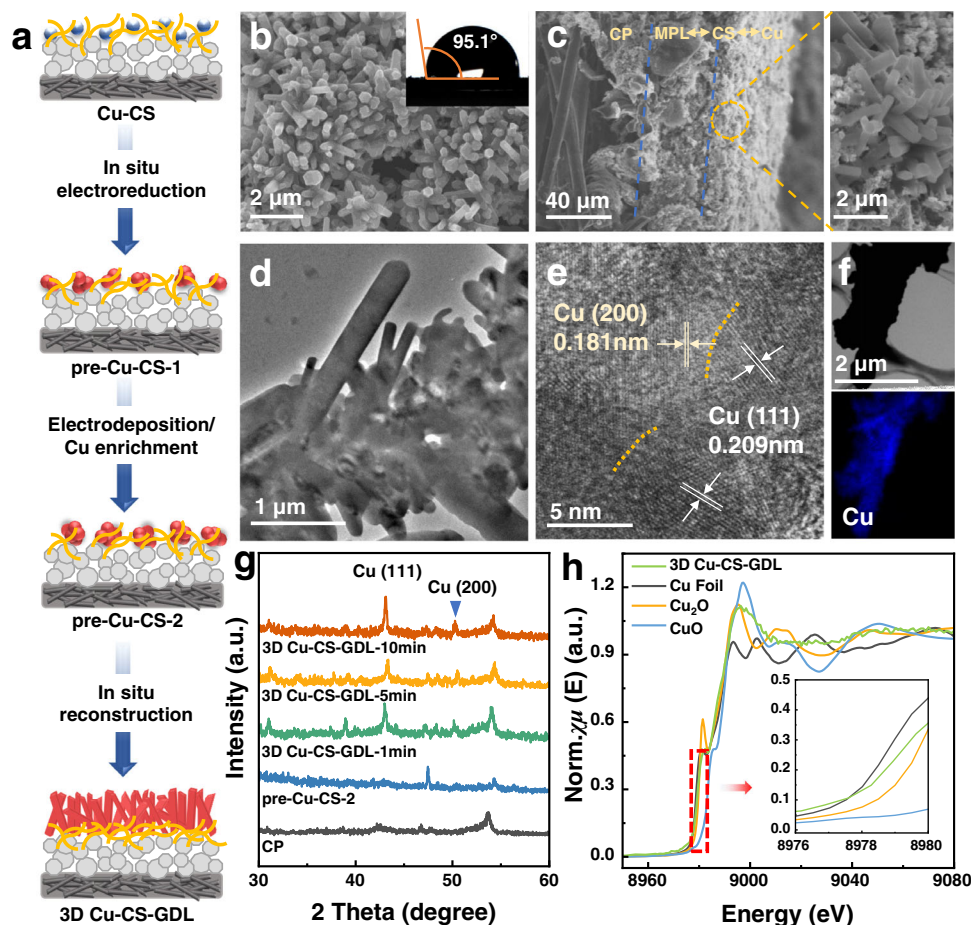 a
Cu-CS
In situ
electroreduction
pre-Cu-CS-1
Electrodeposition/
Cu enrichment
pre-Cu-CS-2
In situ
reconstruction
3D Cu-CS-GDL
b
95.1°
2 μm
c
CP
MPL
CS
Cu
40 μm
2 μm
d
1 μm
e
Cu (200)
0.181nm
Cu (111)
0.209nm
5 nm
f
2 μm
Cu
g
Cu (111)
Cu (200)
3D Cu-CS-GDL-10min
3D Cu-CS-GDL-5min
3D Cu-CS-GDL-1min
pre-Cu-CS-2
CP
Intensity (a.u.)
30 40 50 60
2 Theta (degree)
h
3D Cu-CS-GDL
Cu Foil
Cu₂O
CuO
Norm.χμ (E) (a.u.)
1.2
0.9
0.6
0.3
0.0
0.5
0.4
0.3
0.2
0.1
0.0
8976 8978 8980
8960 9000 9040 9080
Energy (eV)